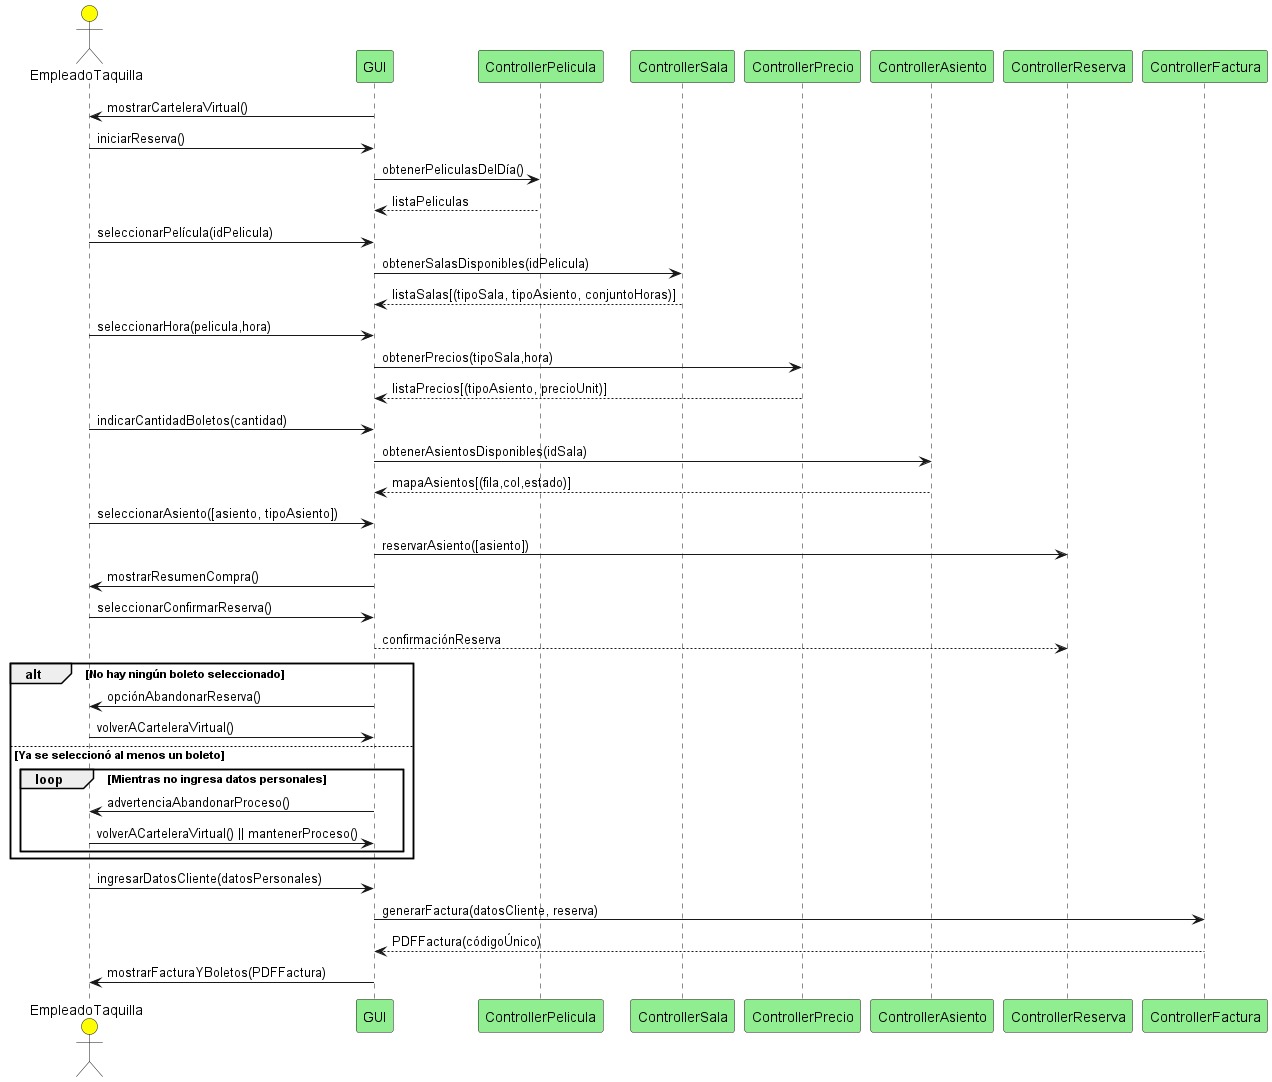 EmpleadoTaquilla
GUI
ControllerPelicula
ControllerSala
ControllerPrecio
ControllerAsiento
ControllerReserva
ControllerFactura
mostrarCarteleraVirtual()
iniciarReserva()
obtenerPeliculasDelDía()
listaPeliculas
seleccionarPelícula(idPelicula)
obtenerSalasDisponibles(idPelicula)
listaSalas[(tipoSala, tipoAsiento, conjuntoHoras)]
seleccionarHora(pelicula,hora)
obtenerPrecios(tipoSala,hora)
listaPrecios[(tipoAsiento, precioUnit)]
indicarCantidadBoletos(cantidad)
obtenerAsientosDisponibles(idSala)
mapaAsientos[(fila,col,estado)]
seleccionarAsiento([asiento, tipoAsiento])
reservarAsiento([asiento])
mostrarResumenCompra()
seleccionarConfirmarReserva()
confirmaciónReserva
alt [No hay ningún boleto seleccionado]
opciónAbandonarReserva()
volverACarteleraVirtual()
[Ya se seleccionó al menos un boleto]
loop [Mientras no ingresa datos personales]
advertenciaAbandonarProceso()
volverACarteleraVirtual() || mantenerProceso()
ingresarDatosCliente(datosPersonales)
generarFactura(datosCliente, reserva)
PDFFactura(códigoÚnico)
mostrarFacturaYBoletos(PDFFactura)
EmpleadoTaquilla
GUI
ControllerPelicula
ControllerSala
ControllerPrecio
ControllerAsiento
ControllerReserva
ControllerFactura